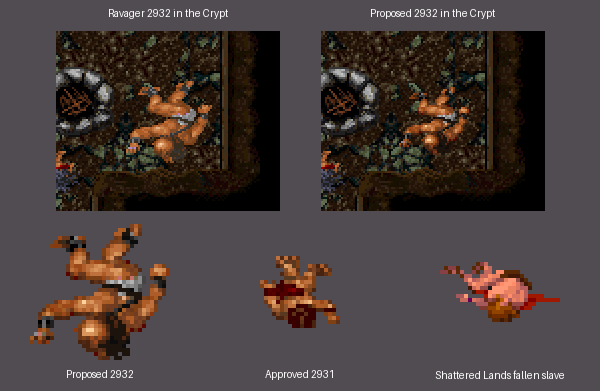 Ravager 2932 in the Crypt
Proposed 2932 in the Crypt
Proposed 2932
Approved 2931
Shattered Lands fallen slave